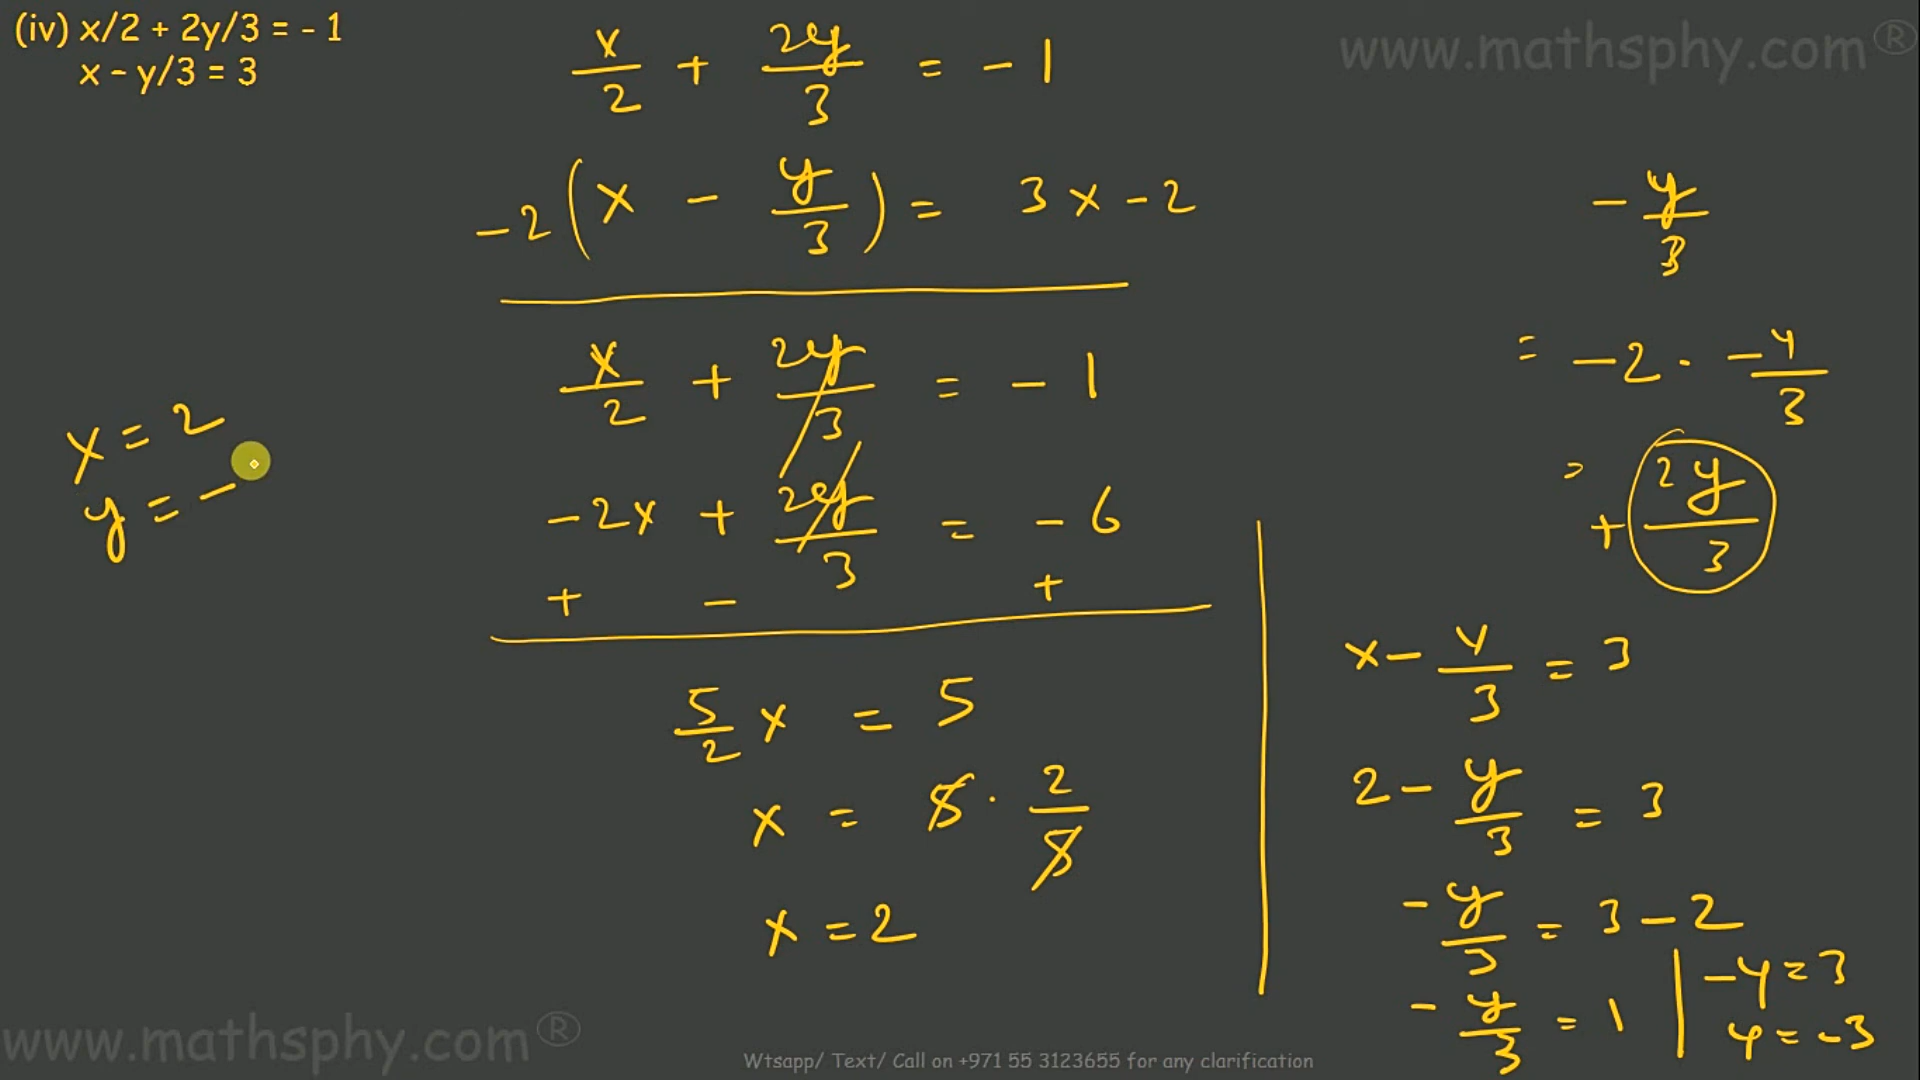 (iv) x/2 + 2y/3 = - 1
x - y/3 = 3
www.mathsphy.com®
x/2 + 2y/3 = - 1
-2(x - y/3) = 3 x - 2
x/2 + 2y/3 = - 1
-2x + 2y/3 = - 6
+ - +
5/2 x = 5
x = 5 . 2/5
x = 2
x = 2
y = -
- y/3
= -2 . -y/3
= + 2y/3
x - y/3 = 3
2 - y/3 = 3
- y/3 = 3 - 2
- y/3 = 1
-y = 3
y = -3
www.mathsphy.com®
Wtsapp/ Text/ Call on +971 55 3123655 for any clarification